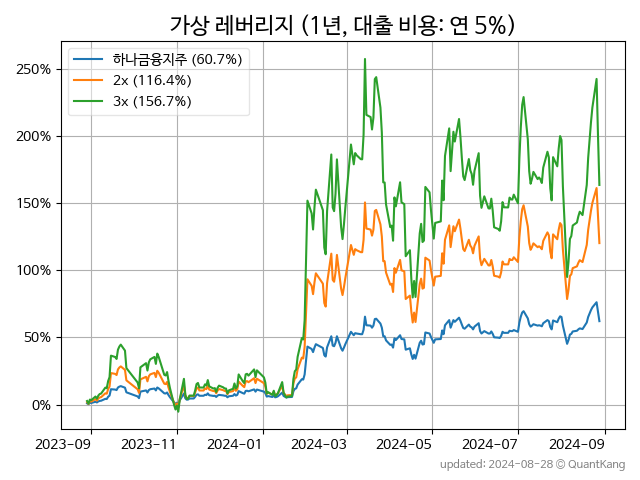 가상 레버리지 (1년, 대출 비용: 연 5%)
하나금융지주 (60.7%)
2x (116.4%)
3x (156.7%)
250%
200%
150%
100%
50%
0%
2023-09 2023-11 2024-01 2024-03 2024-05 2024-07 2024-09
updated: 2024-08-28 @ QuantKang